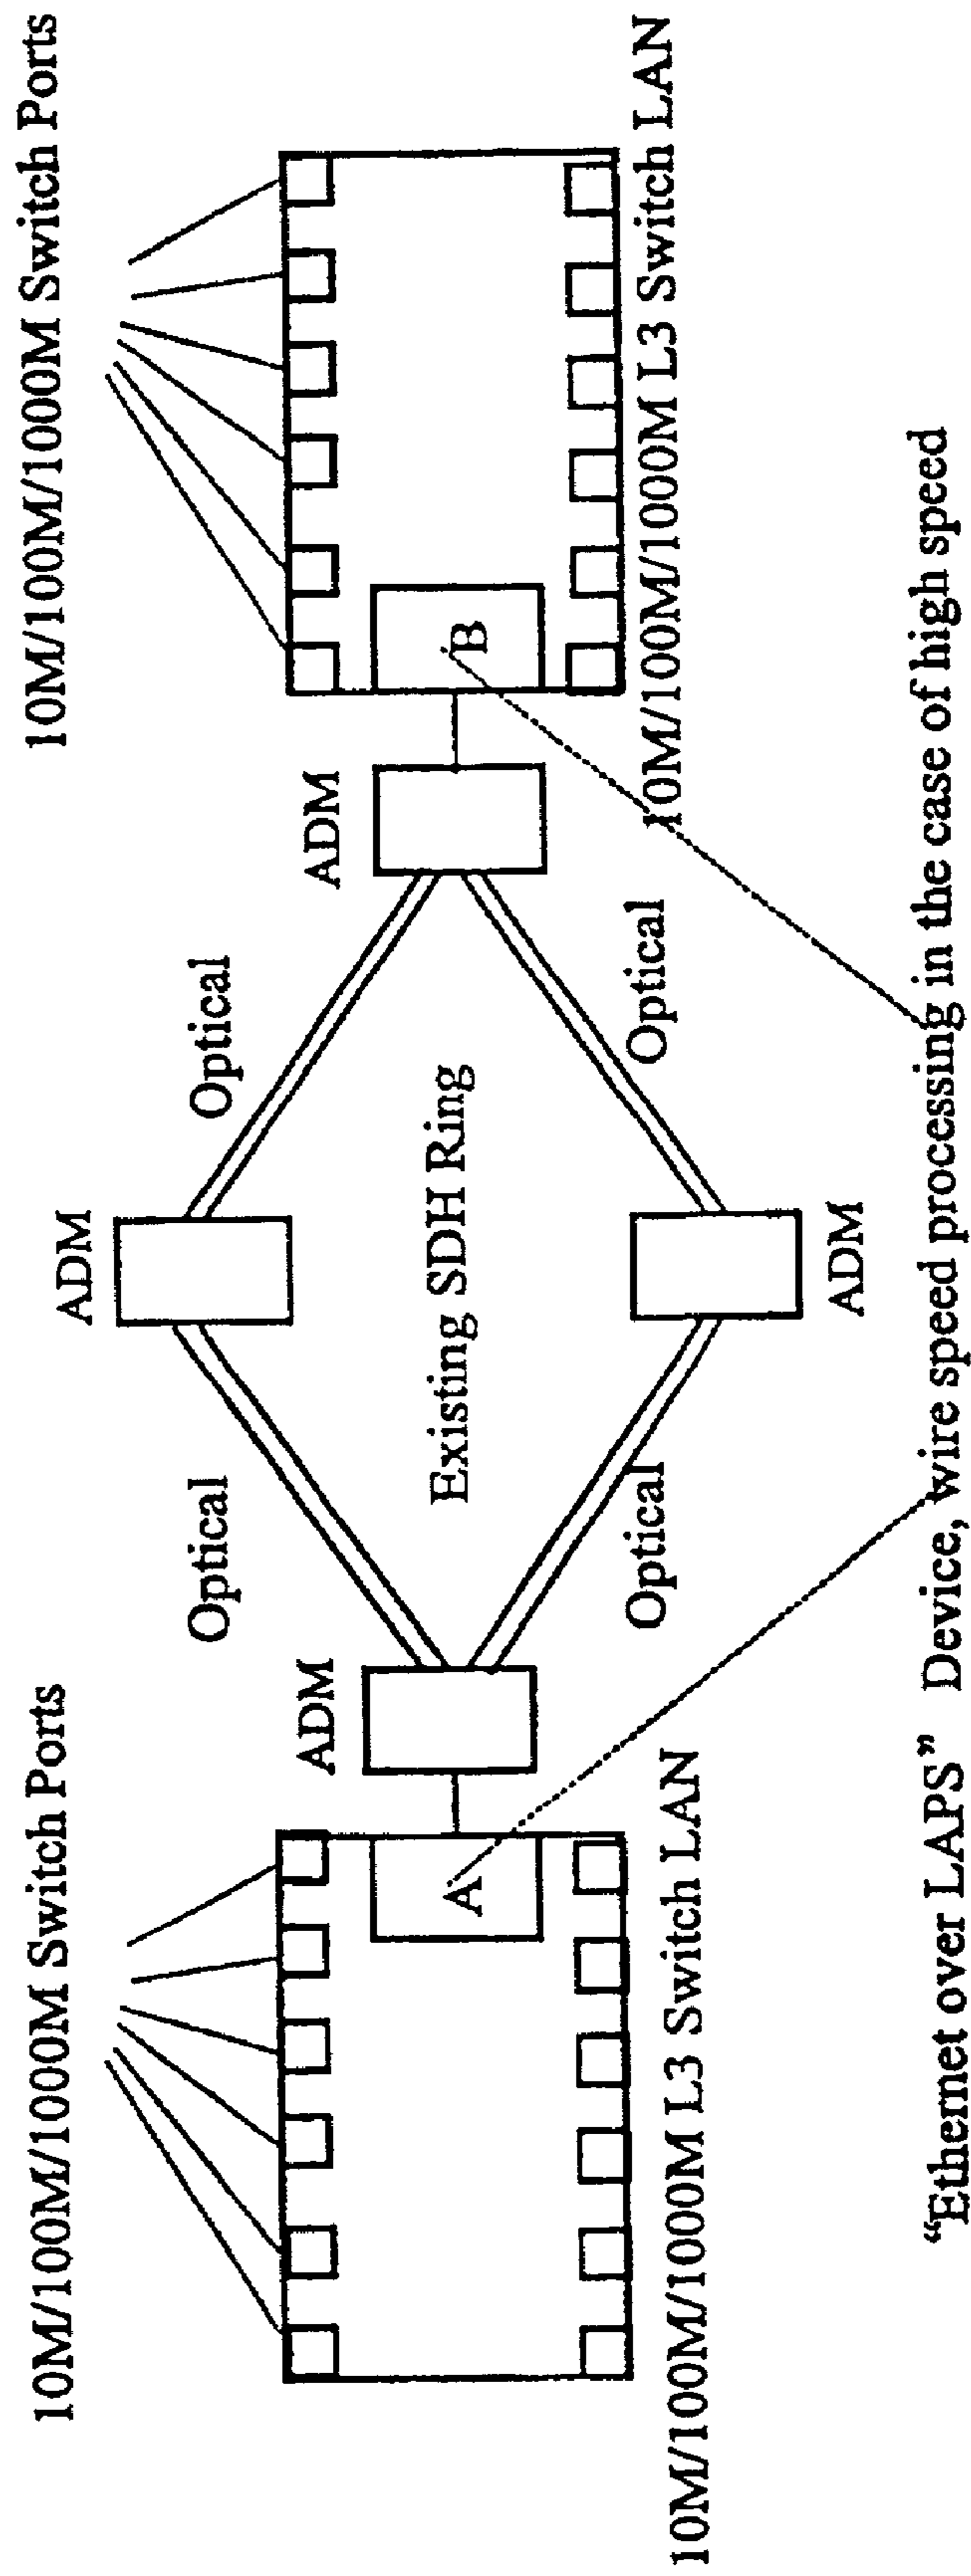 10M/100M/1000M Switch Ports
10M/100M/1000M Switch Ports
ADM
Optical
Optical
ADM
ADM
Existing SDH Ring
A
B
Optical
Optical
ADM
10M/100M/1000M L3 Switch LAN
10M/100M/1000M L3 Switch LAN
“Ethernet over LAPS” Device, wire speed processing in the case of high speed